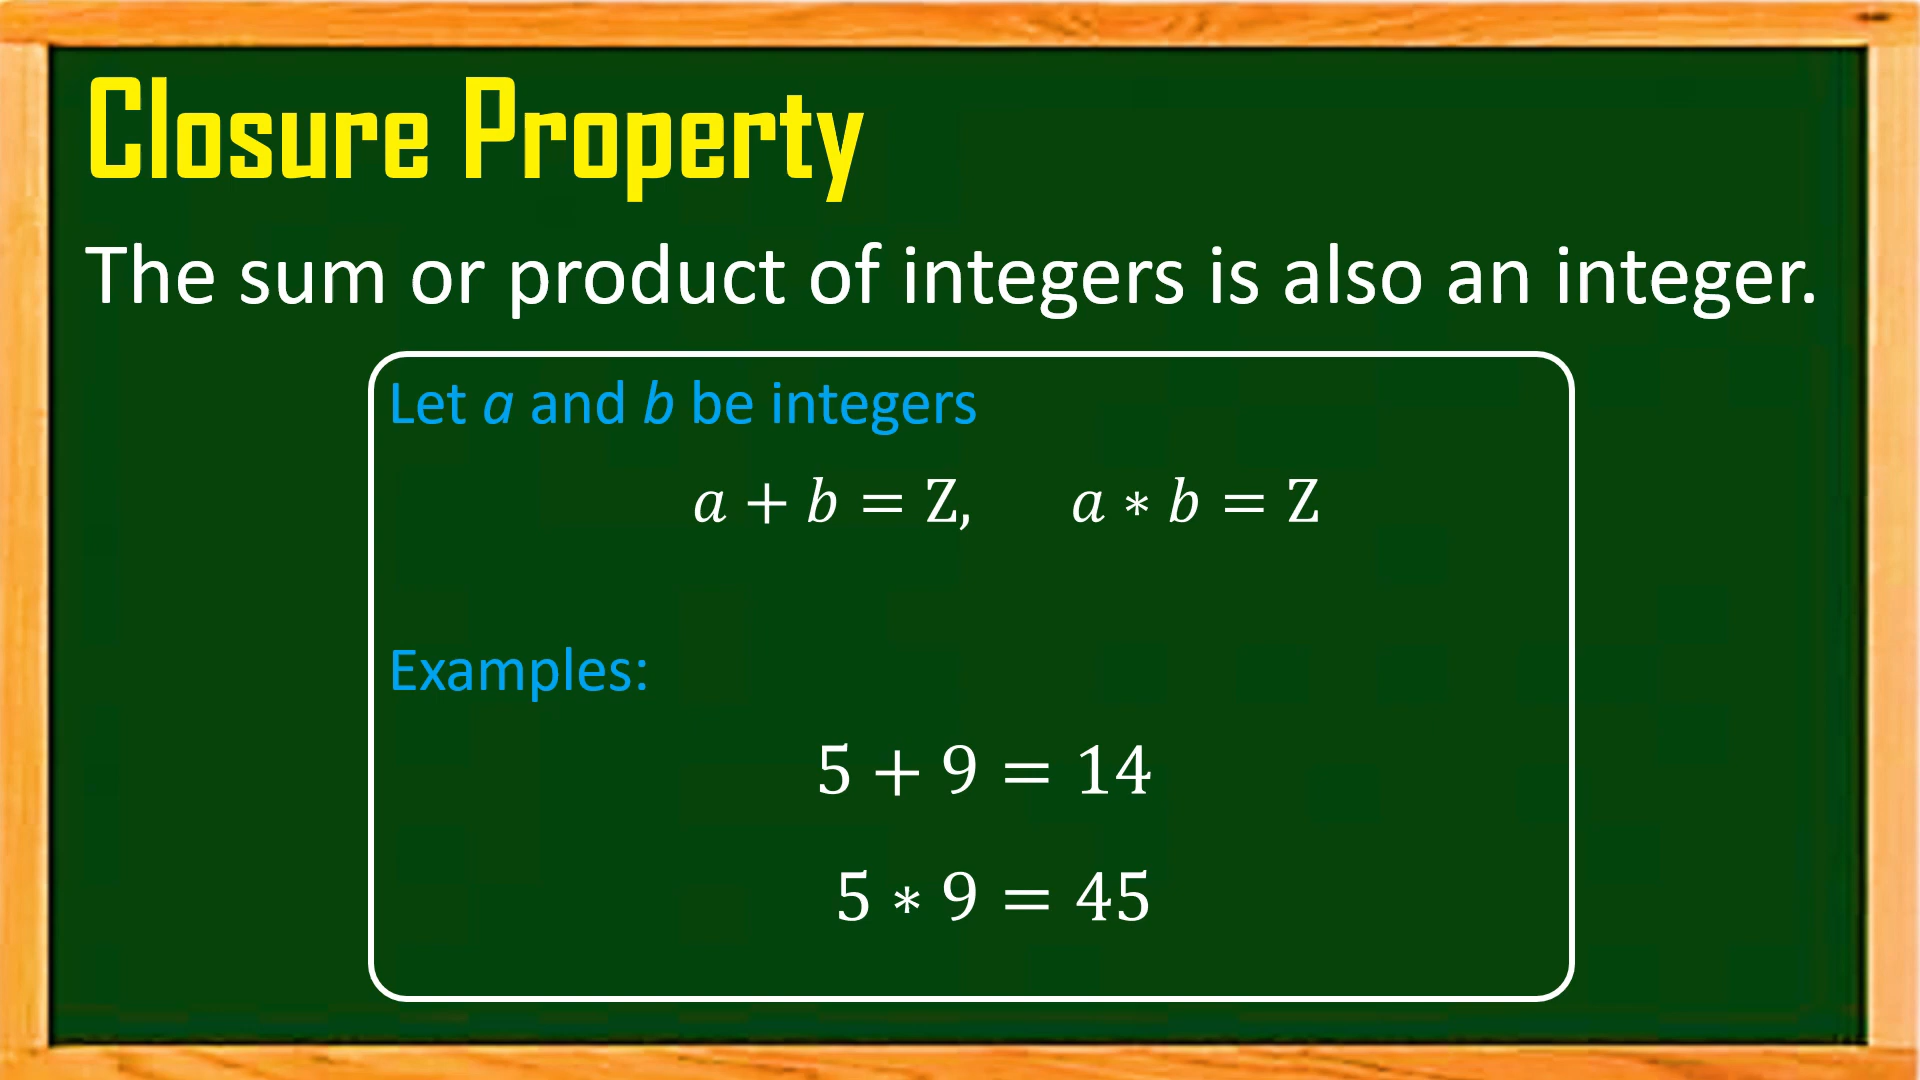 Closure Property
The sum or product of integers is also an integer.
Let a and b be integers
a + b = Z, a ∗ b = Z
Examples:
5 + 9 = 14
5 ∗ 9 = 45